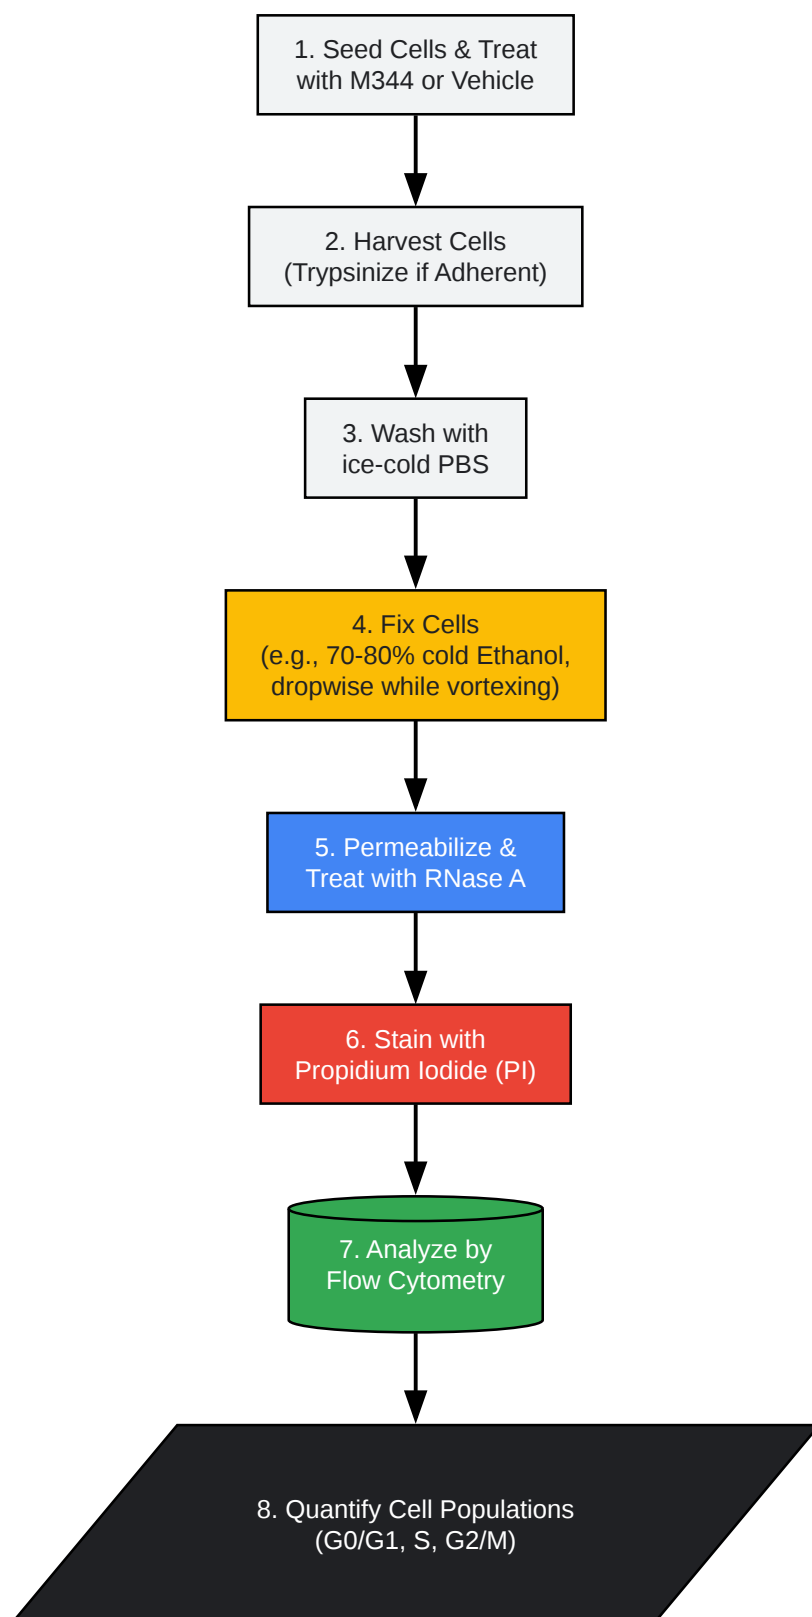 1. Seed Cells & Treat
with M344 or Vehicle
2. Harvest Cells
(Trypsinize if Adherent)
3. Wash with
ice-cold PBS
4. Fix Cells
(e.g., 70-80% cold Ethanol,
dropwise while vortexing)
5. Permeabilize &
Treat with RNase A
6. Stain with
Propidium Iodide (PI)
7. Analyze by
Flow Cytometry
8. Quantify Cell Populations
(G0/G1, S, G2/M)